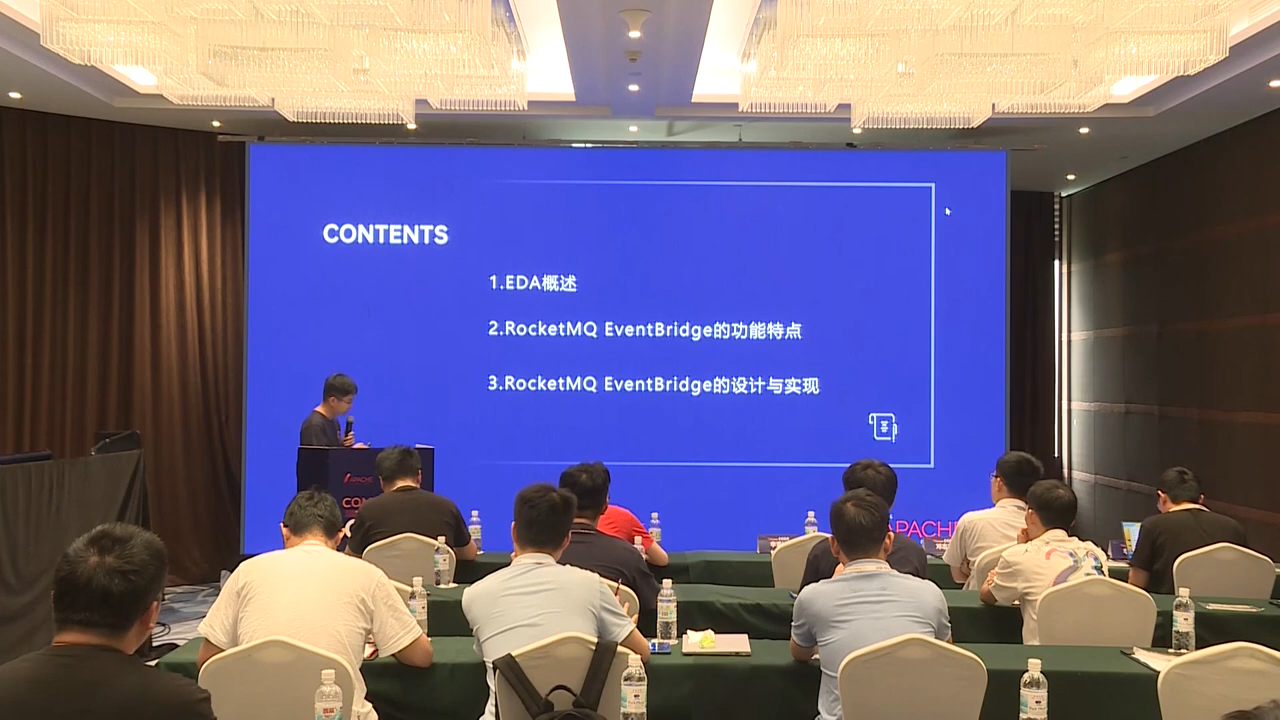 CONTENTS
1.EDA概述
2.RocketMQ EventBridge的功能特点
3.RocketMQ EventBridge的设计与实现
APACHE
APACHE